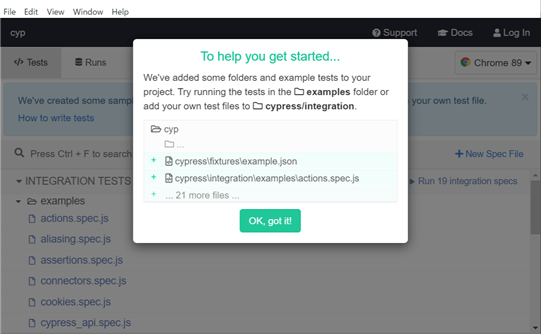 File Edit View Window Help
cyp Support Docs Log In
Tests Runs Chrome 89
To help you get started...
We've added some folders and example tests to your
project. Try running the tests in the examples folder or
add your own test files to cypress/integration.
We've created some samp
your own test file.
How to write tests
cyp
...
+ cypress\fixtures\example.json
+ cypress\integration\examples\actions.spec.js
+ ... 21 more files ...
OK, got it!
Press Ctrl + F to search
+ New Spec File
INTEGRATION TESTS
Run 19 integration specs
examples
actions.spec.js
aliasing.spec.js
assertions.spec.js
connectors.spec.js
cookies.spec.js
cypress_api.spec.js